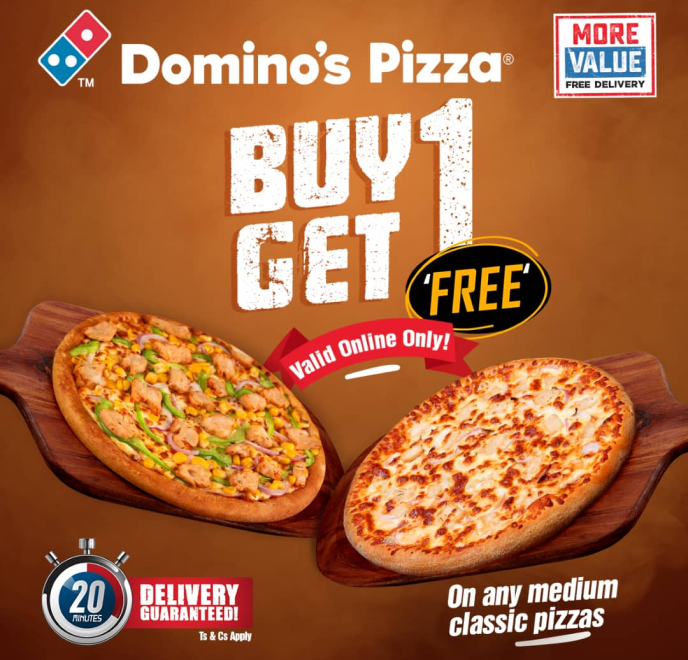 Domino's Pizza®
TM
MORE
VALUE
FREE DELIVERY
BUY 1
GET
'FREE'
Valid Online Only!
20
MINUTES
DELIVERY
GUARANTEED!
Ts & Cs Apply
On any medium
classic pizzas